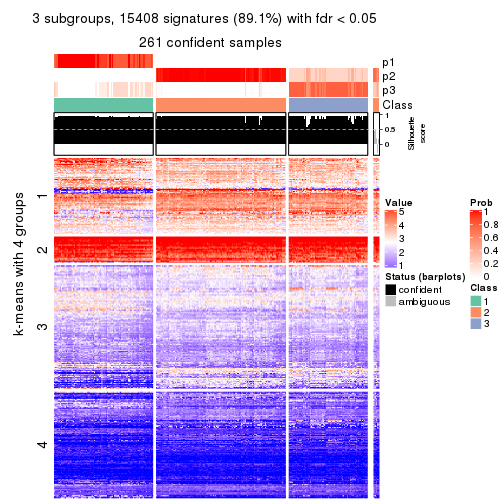 3 subgroups, 15408 signatures (89.1%) with fdr < 0.05
261 confident samples
p1
p2
p3
Class
1
0.5
0
Silhouette
score
k-means with 4 groups
1
2
3
4
Value
5
4
3
2
1
Status (barplots)
confident
ambiguous
Prob
1
0.8
0.6
0.4
0.2
0
Class
1
2
3